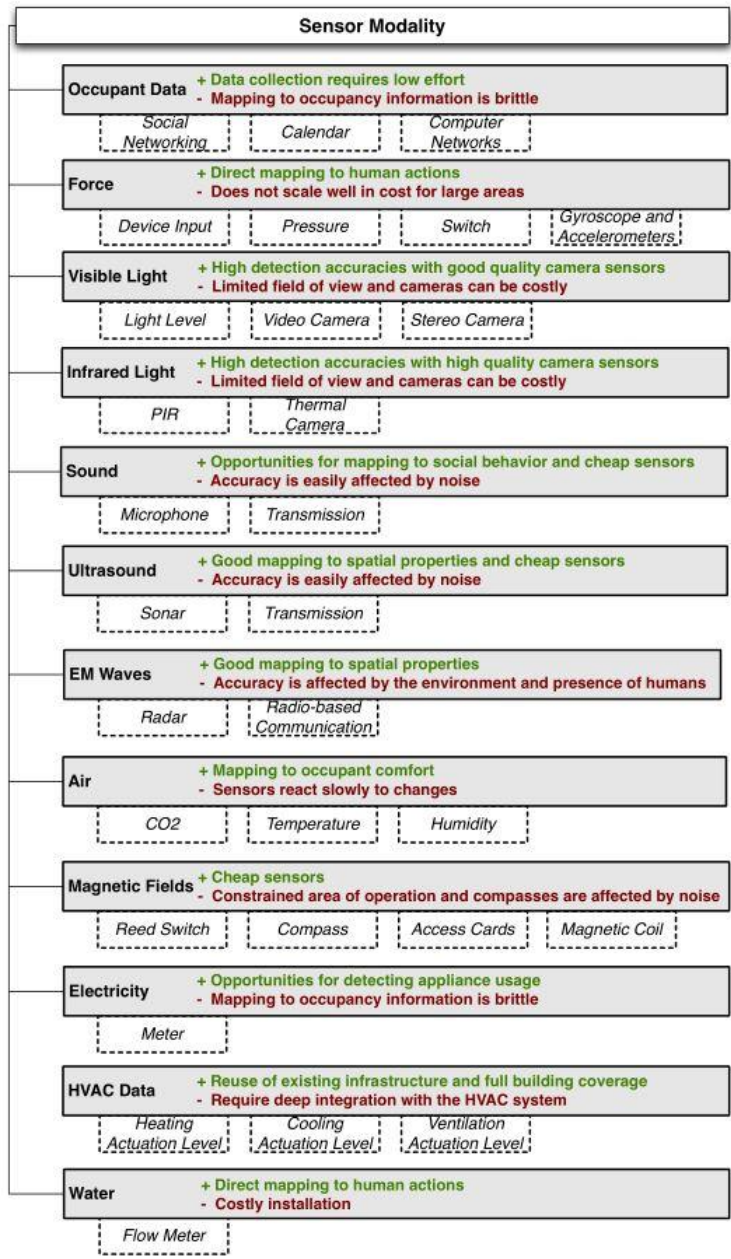 Sensor Modality
Occupant Data
+ Data collection requires low effort
- Mapping to occupancy information is brittle
Social
Networking
Calendar
Computer
Networks
Force
+ Direct mapping to human actions
- Does not scale well in cost for large areas
Device Input
Pressure
Switch
Gyroscope and
Accelerometers
Visible Light
+ High detection accuracies with good quality camera sensors
- Limited field of view and cameras can be costly
Light Level
Video Camera
Stereo Camera
Infrared Light
+ High detection accuracies with high quality camera sensors
- Limited field of view and cameras can be costly
PIR
Thermal
Camera
Sound
+ Opportunities for mapping to social behavior and cheap sensors
- Accuracy is easily affected by noise
Microphone
Transmission
Ultrasound
+ Good mapping to spatial properties and cheap sensors
- Accuracy is easily affected by noise
Sonar
Transmission
EM Waves
+ Good mapping to spatial properties
- Accuracy is affected by the environment and presence of humans
Radar
Radio-based
Communication
Air
+ Mapping to occupant comfort
- Sensors react slowly to changes
CO2
Temperature
Humidity
Magnetic Fields
+ Cheap sensors
- Constrained area of operation and compasses are affected by noise
Reed Switch
Compass
Access Cards
Magnetic Coil
Electricity
+ Opportunities for detecting appliance usage
- Mapping to occupancy information is brittle
Meter
HVAC Data
+ Reuse of existing infrastructure and full building coverage
- Require deep integration with the HVAC system
Heating
Actuation Level
Cooling
Actuation Level
Ventilation
Actuation Level
Water
+ Direct mapping to human actions
- Costly installation
Flow Meter